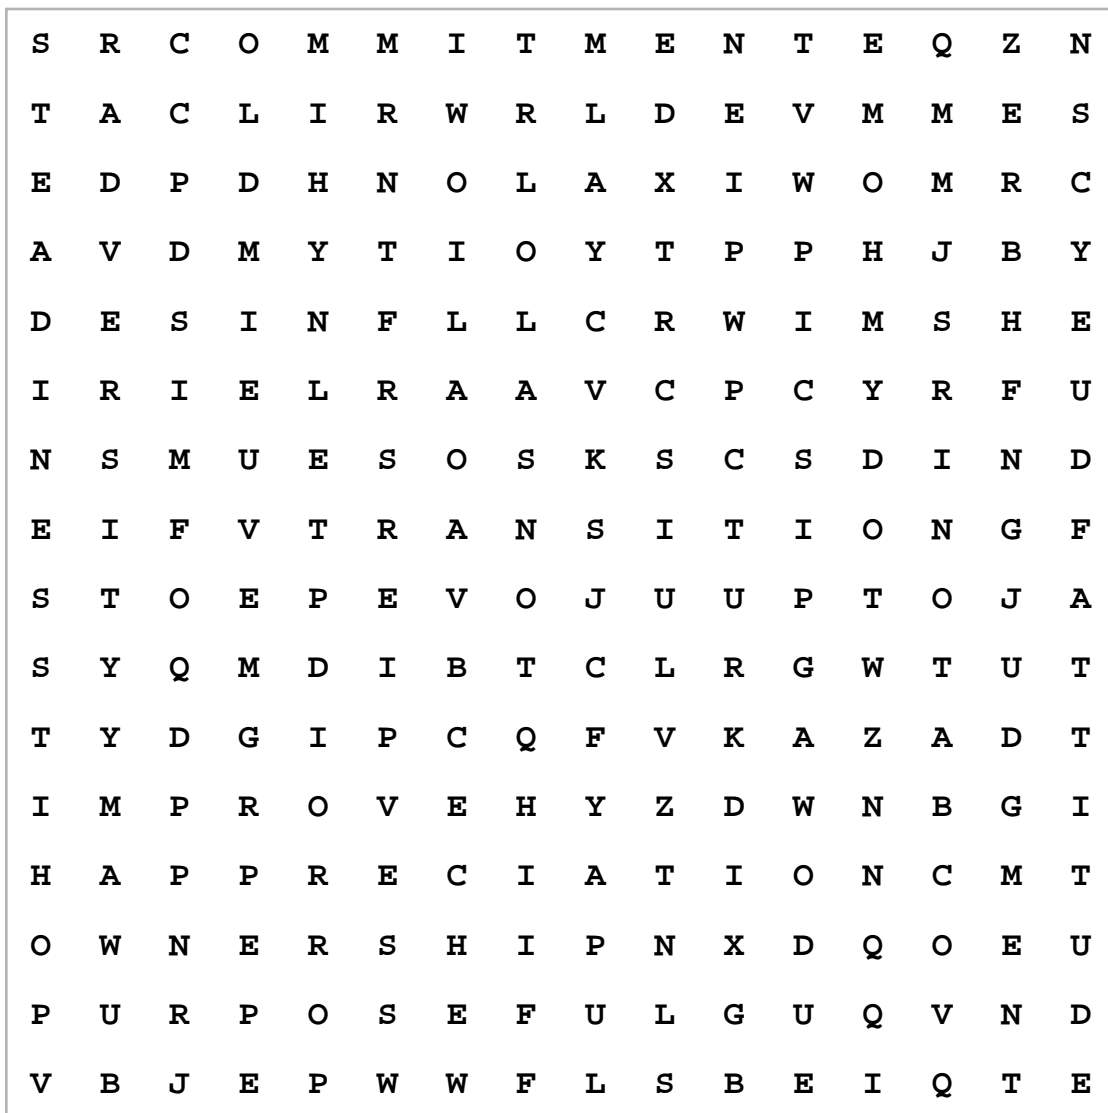 S R C O M M I T M E N T E Q Z N
T A C L I R W R L D E V M M E S
E D P D H N O L A X I W O M R C
A V D M Y T I O Y T P P H J B Y
D E S I N F L L C R W I M S H E
I R I E L R A A V C P C Y R F U
N S M U E S O S K S C S D I N D
E I F V T R A N S I T I O N G F
S T O E P E V O J U U P T O J A
S Y Q M D I B T C L R G W T U T
T Y D G I P C Q F V K A Z A D T
I M P R O V E H Y Z D W N B G I
H A P P R E C I A T I O N C M T
O W N E R S H I P N X D Q O E U
P U R P O S E F U L G U Q V N D
V B J E P W W F L S B E I Q T E